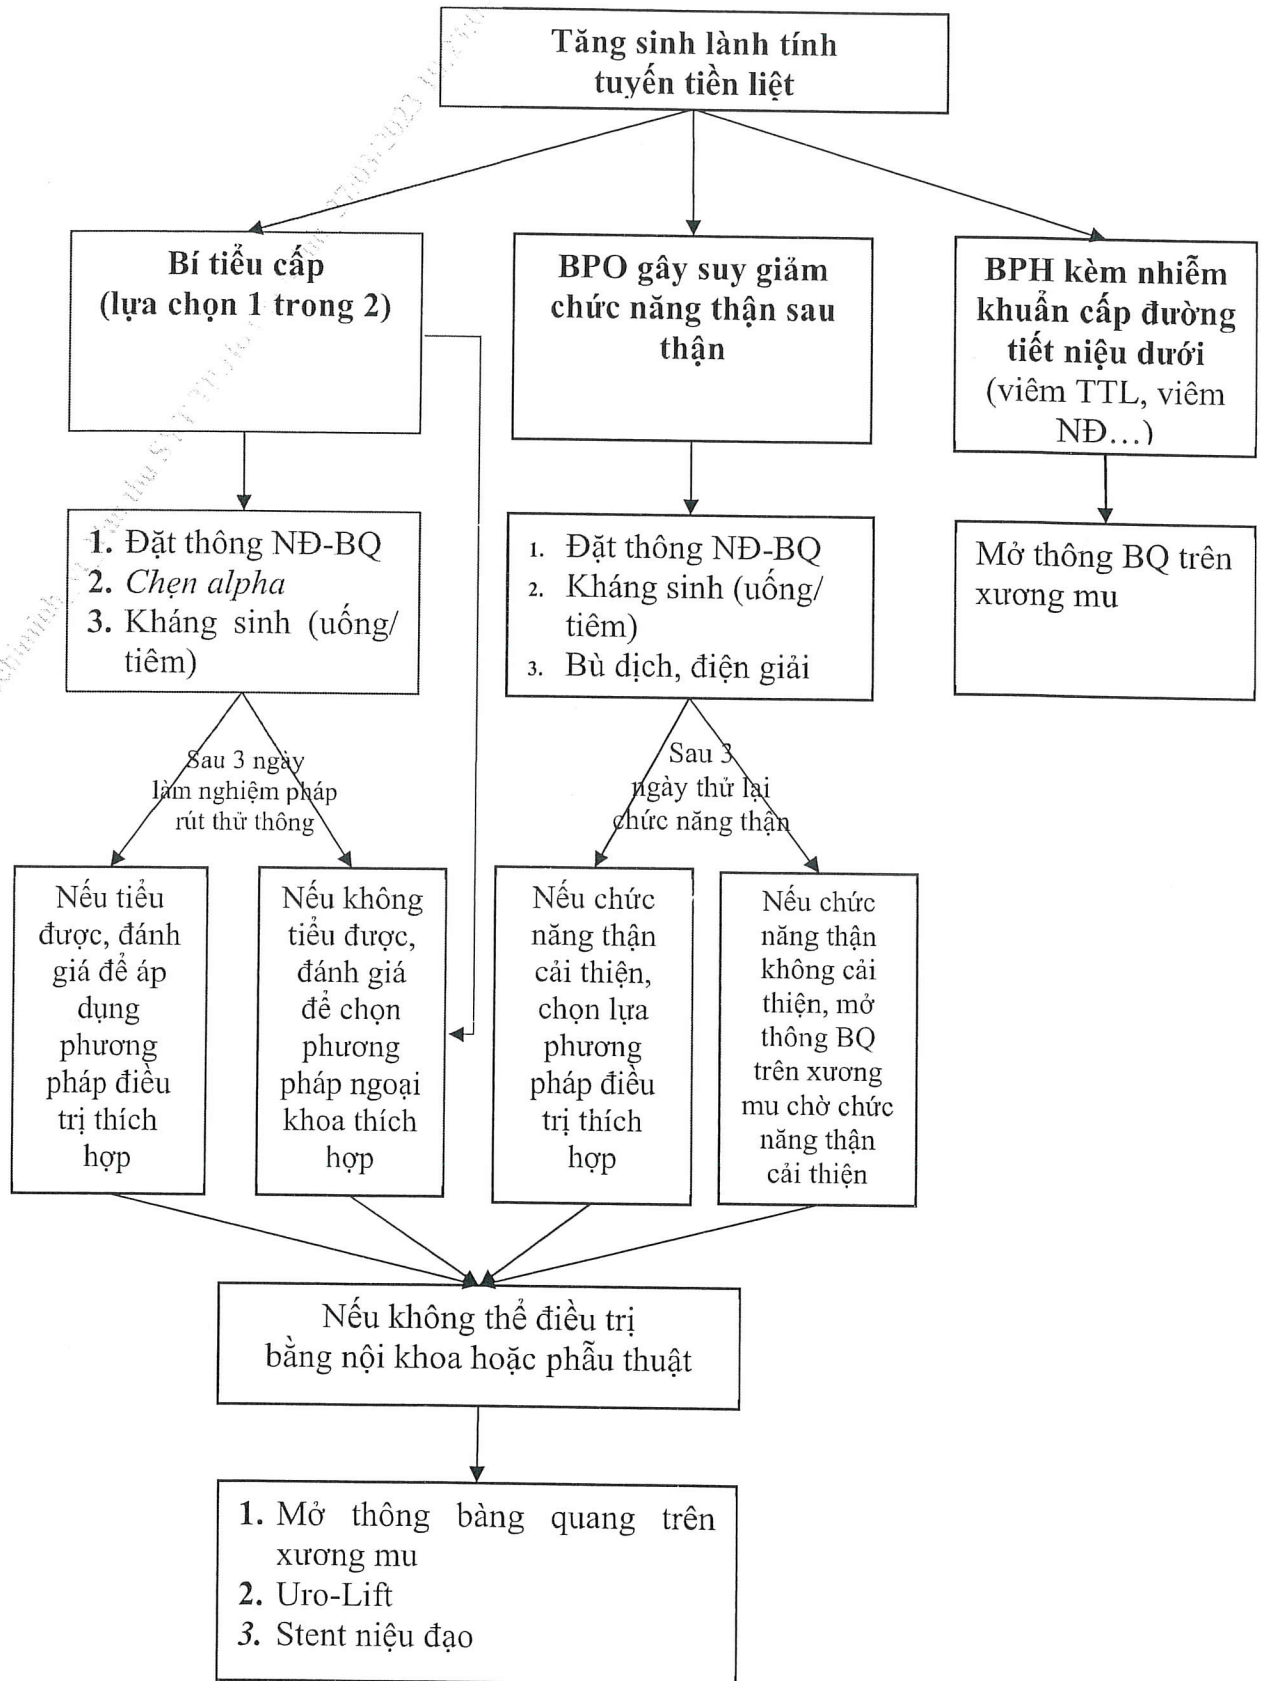 Tăng sinh lành tính
tuyến tiền liệt
Bí tiểu cấp
(lựa chọn 1 trong 2)
BPO gây suy giảm
chức năng thận sau
thận
BPH kèm nhiễm
khuẩn cấp đường
tiết niệu dưới
(viêm TTL, viêm
NĐ...)
1. Đặt thông NĐ-BQ
2. Chẹn alpha
3. Kháng sinh (uống/
tiêm)
1. Đặt thông NĐ-BQ
2. Kháng sinh (uống/
tiêm)
3. Bù dịch, điện giải
Mở thông BQ trên
xương mu
Sau 3 ngày
làm nghiệm pháp
rút thử thông
Sau 3
ngày thử lại
chức năng thận
Nếu tiểu
được, đánh
giá để áp
dụng
phương
pháp điều
trị thích
hợp
Nếu không
tiểu được,
đánh giá
để chọn
phương
pháp ngoại
khoa thích
hợp
Nếu chức
năng thận
cải thiện,
chọn lựa
phương
pháp điều
trị thích
hợp
Nếu chức
năng thận
không cải
thiện, mở
thông BQ
trên xương
mu chờ chức
năng thận
cải thiện
Nếu không thể điều trị
bằng nội khoa hoặc phẫu thuật
1. Mở thông bàng quang trên
xương mu
2. Uro-Lift
3. Stent niệu đạo
27/03/2023